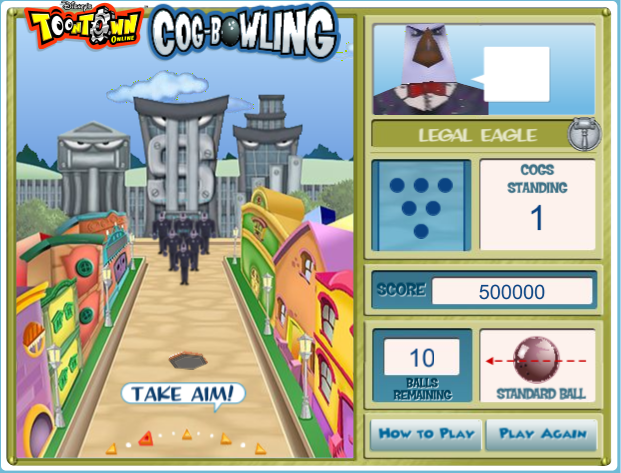 Disney's
TOONTOWN
ONLINE
COG-BOWLING
LEGAL EAGLE
COGS
STANDING
1
SCORE 500000
10
BALLS
REMAINING
STANDARD BALL
TAKE AIM!
HOW TO PLAY
PLAY AGAIN